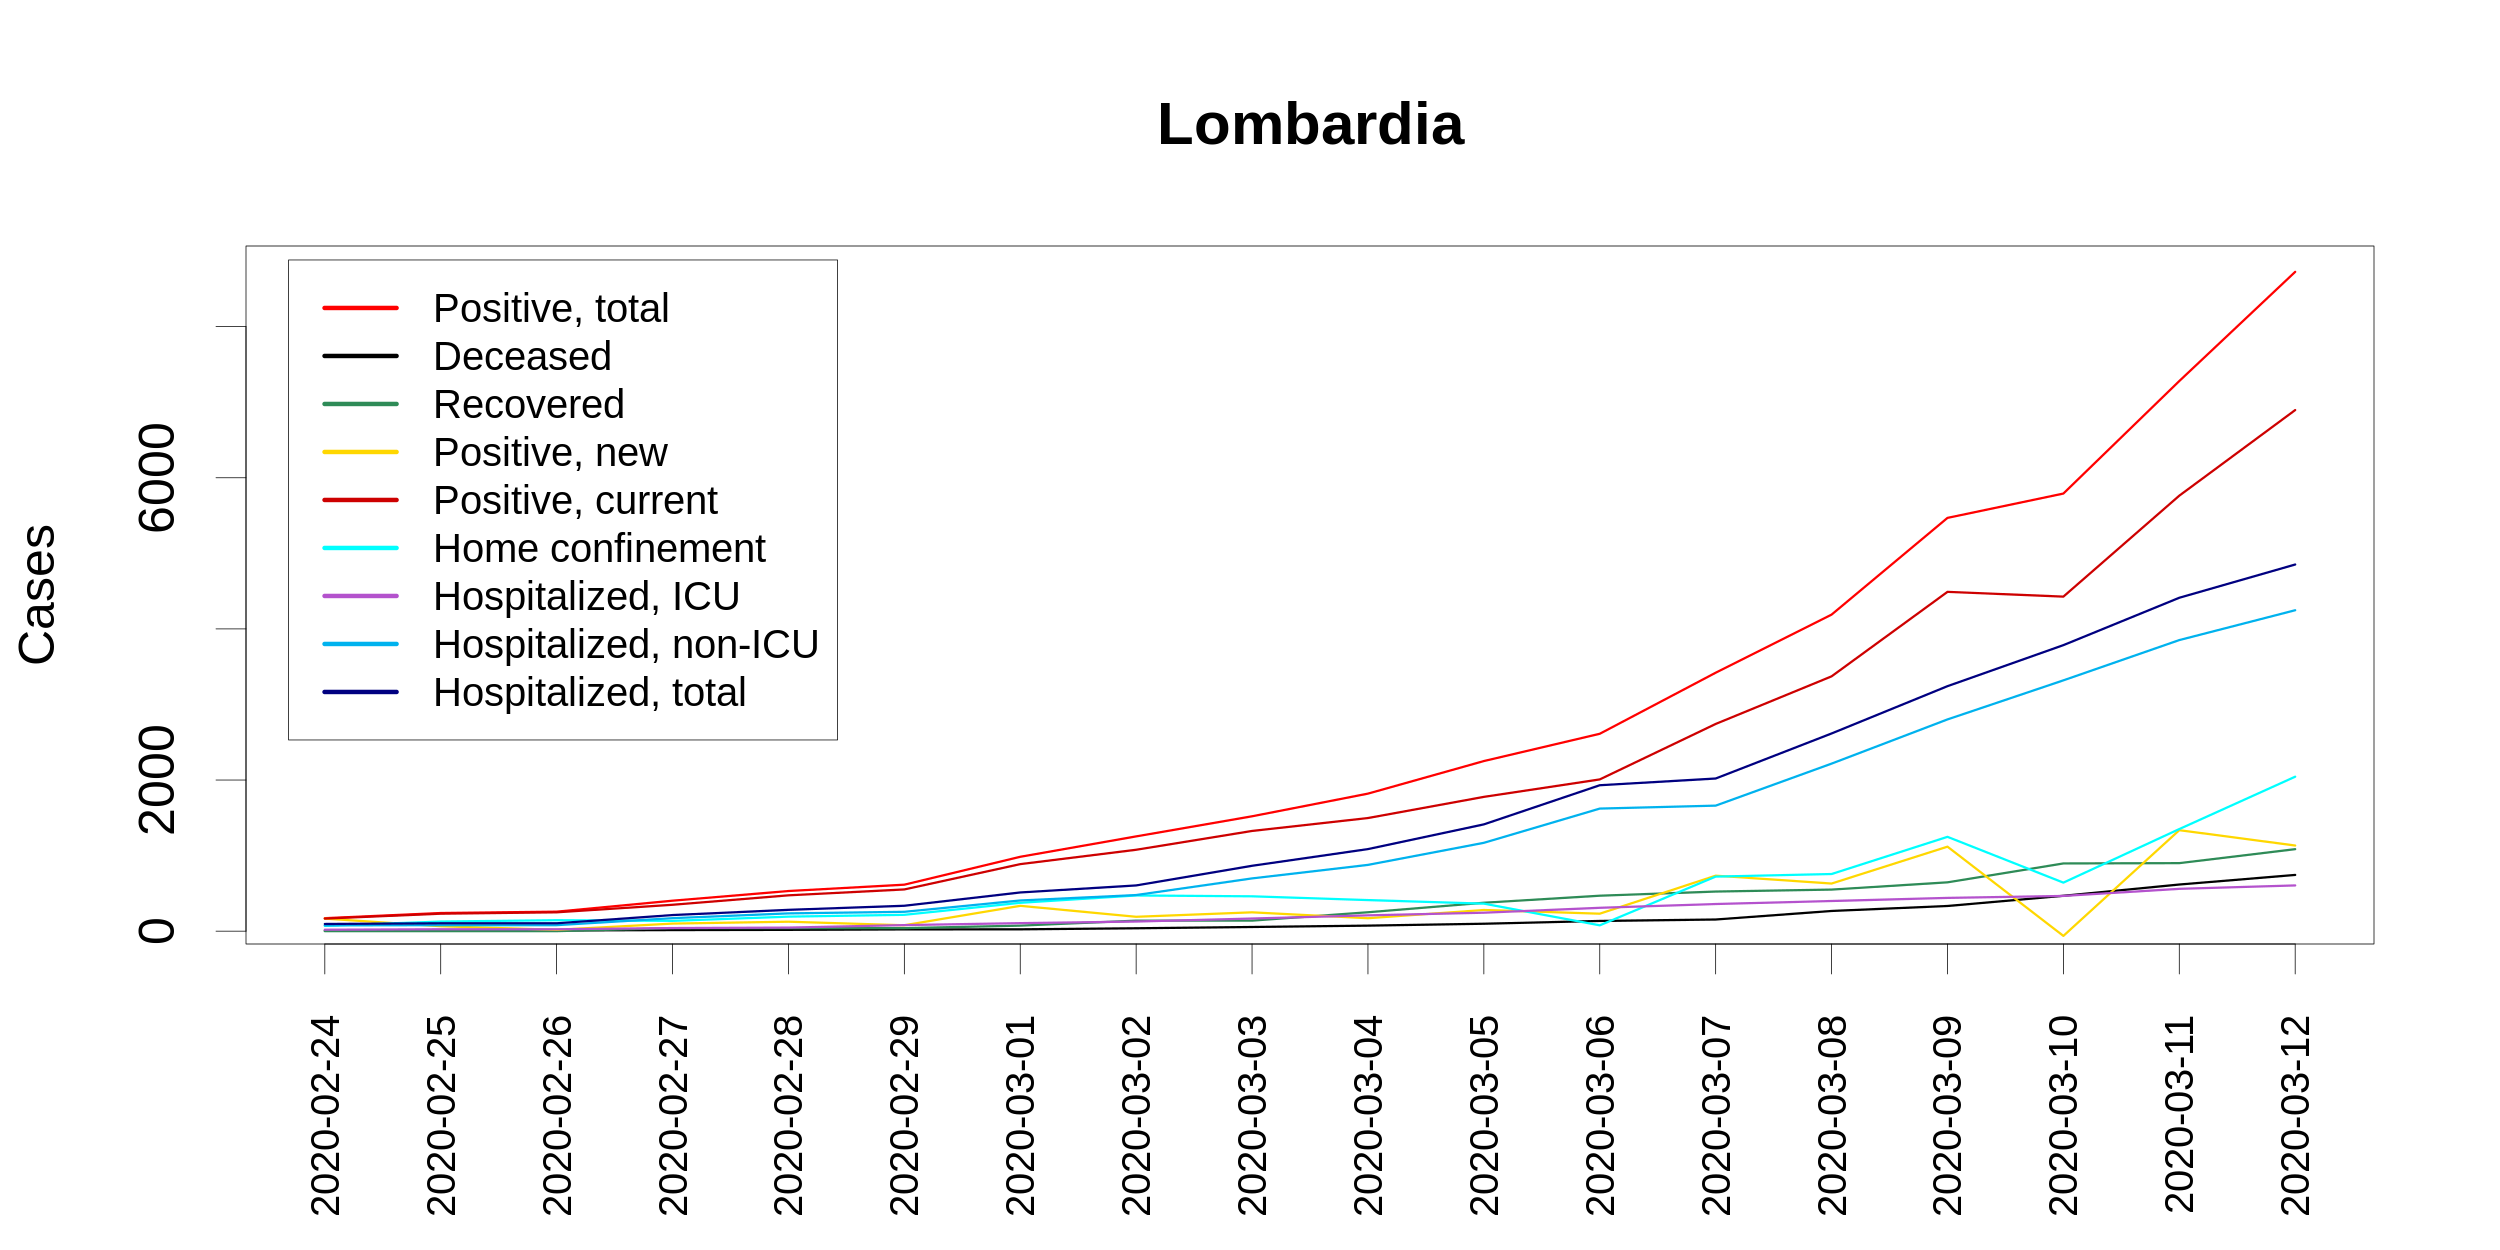 Lombardia
Positive, total
Deceased
Recovered
Positive, new
Positive, current
Home confinement
Hospitalized, ICU
Hospitalized, non-ICU
Hospitalized, total
Cases
6000
2000
0
2020-02-24
2020-02-25
2020-02-26
2020-02-27
2020-02-28
2020-02-29
2020-03-01
2020-03-02
2020-03-03
2020-03-04
2020-03-05
2020-03-06
2020-03-07
2020-03-08
2020-03-09
2020-03-10
2020-03-11
2020-03-12